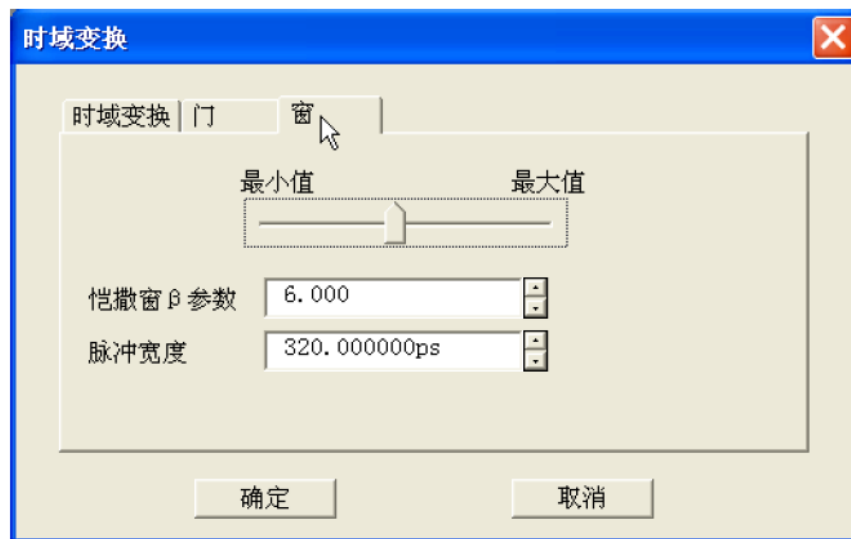 时域变换
时域变换 门 窗
最小值 最大值
恺撒窗β参数 6.000
脉冲宽度 320.000000ps
确定 取消